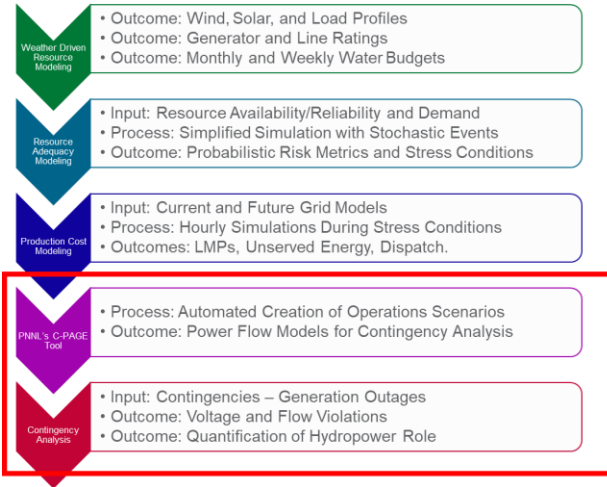 Weather Driven
Resource
Modeling
• Outcome: Wind, Solar, and Load Profiles
• Outcome: Generator and Line Ratings
• Outcome: Monthly and Weekly Water Budgets
Resource
Adequacy
Modeling
• Input: Resource Availability/Reliability and Demand
• Process: Simplified Simulation with Stochastic Events
• Outcome: Probabilistic Risk Metrics and Stress Conditions
Production Cost
Modeling
• Input: Current and Future Grid Models
• Process: Hourly Simulations During Stress Conditions
• Outcomes: LMPs, Unserved Energy, Dispatch.
PNNL's C-PAGE
Tool
• Process: Automated Creation of Operations Scenarios
• Outcome: Power Flow Models for Contingency Analysis
Contingency
Analysis
• Input: Contingencies – Generation Outages
• Outcome: Voltage and Flow Violations
• Outcome: Quantification of Hydropower Role